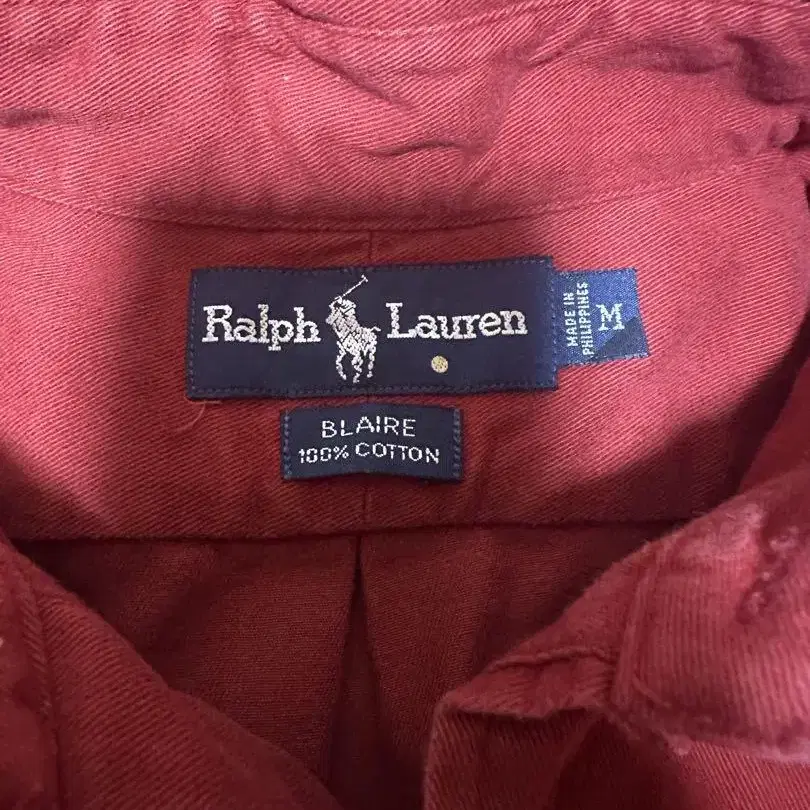 Ralph Lauren
MADE IN
PHILIPPINES
M
BLAIRE
100% COTTON